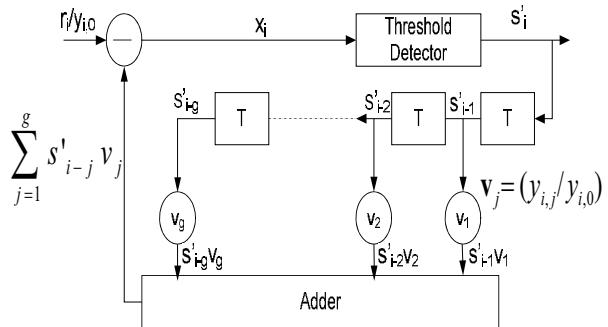 r_i/y_{i,0}
—
x_i
Threshold Detector
s'_i
s'_{i-g}
T
s'_{i-2}
T
s'_{i-1}
T
\sum_{j=1}^{g} s'_{i-j} v_j
v_g
v_2
v_1
v_j = (y_{i,j}/y_{i,0})
s'_{i-g}v_g
s'_{i-2}v_2
s'_{i-1}v_1
Adder